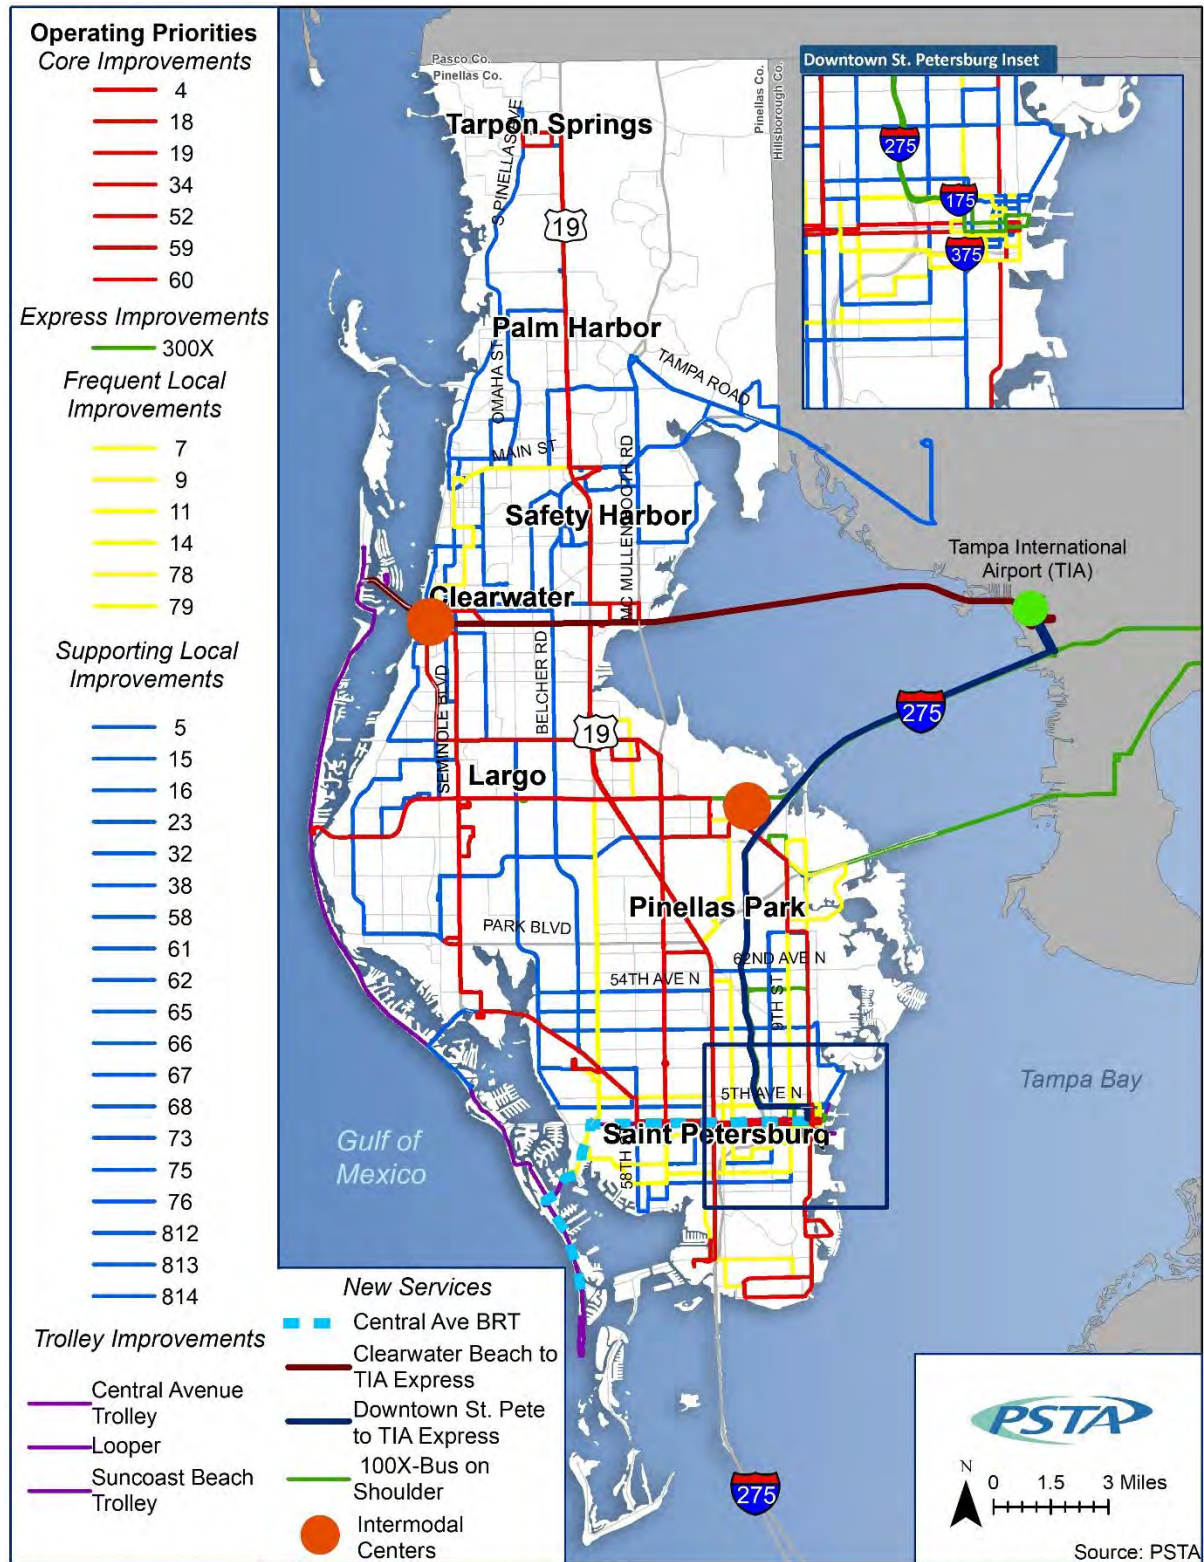 Operating Priorities
Core Improvements
4
18
19
34
52
59
60
Express Improvements
300X
Frequent Local
Improvements
7
9
11
14
78
79
Supporting Local
Improvements
5
15
16
23
32
38
58
61
62
65
66
67
68
73
75
76
812
813
814
Trolley Improvements
Central Avenue
Trolley
Looper
Suncoast Beach
Trolley
New Services
Central Ave BRT
Clearwater Beach to
TIA Express
Downtown St. Pete
to TIA Express
100X-Bus on
Shoulder
Intermodal
Centers
Pasco Co.
Pinellas Co.
Pinellas Co.
Hillsborough Co.
Downtown St. Petersburg Inset
275
175
375
Tarpon Springs
S PINELLAS AVE
19
Palm Harbor
OMAHA ST
TAMPA ROAD
MAIN ST
MC MULLEN BOOTH RD
Safety Harbor
Tampa International
Airport (TIA)
Clearwater
SEMINOLE BLVD
BELCHER RD
19
275
Largo
Pinellas Park
PARK BLVD
62ND AVE N
54TH AVE N
9TH ST
5TH AVE N
Saint Petersburg
58TH ST
Tampa Bay
Gulf of
Mexico
275
PSTA
N
0 1.5 3 Miles
Source: PSTA